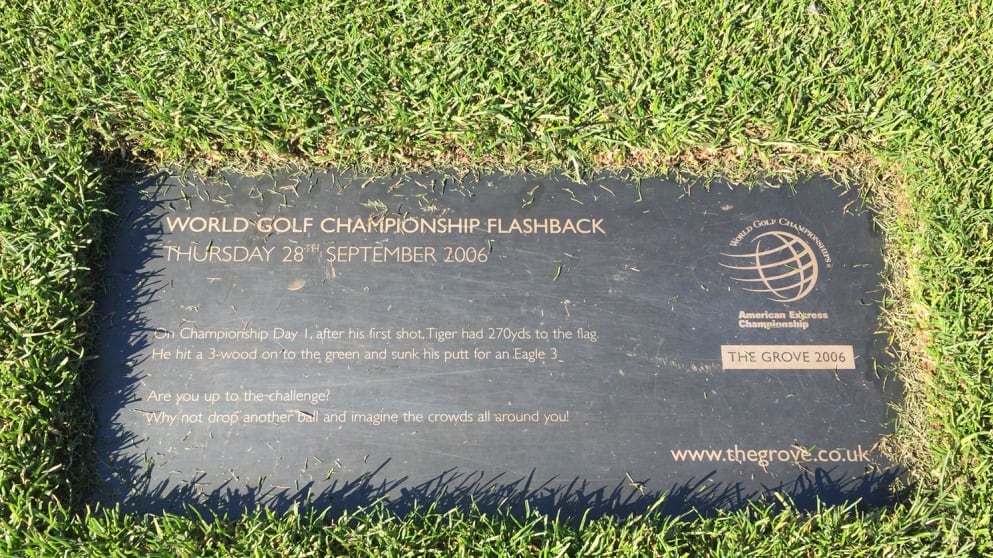 WORLD GOLF CHAMPIONSHIP FLASHBACK
THURSDAY 28TH SEPTEMBER 2006
On Championship Day 1, after his first shot, Tiger had 270yds to the flag.
He hit a 3-wood on to the green and sunk his putt for an Eagle 3
Are you up to the challenge?
Why not drop another ball and imagine the crowds all around you!
WORLD GOLF CHAMPIONSHIPS
American Express
Championship
THE GROVE 2006
www.thegrove.co.uk